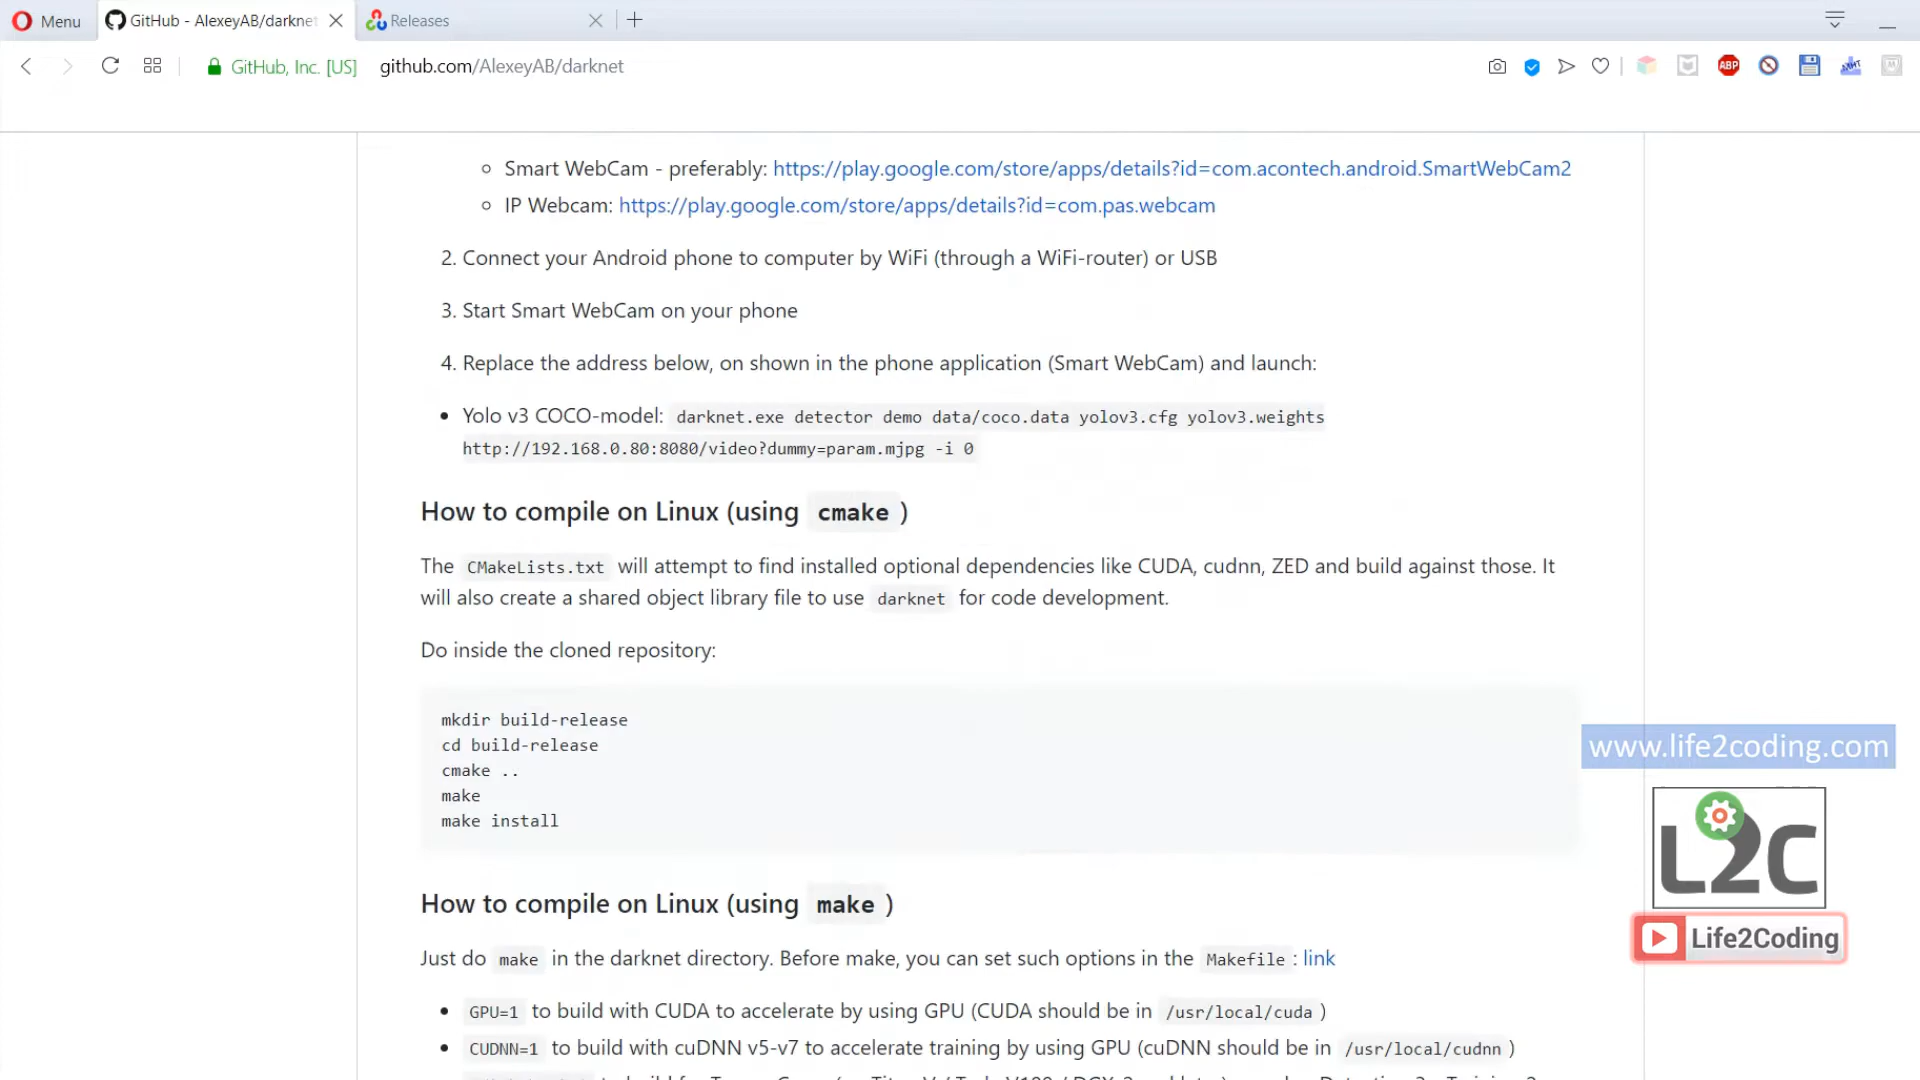 Menu
GitHub - AlexeyAB/darknet
Releases
GitHub, Inc. [US]
github.com/AlexeyAB/darknet
ABP
Smart WebCam - preferably: https://play.google.com/store/apps/details?id=com.acontech.android.SmartWebCam2
IP Webcam: https://play.google.com/store/apps/details?id=com.pas.webcam
2. Connect your Android phone to computer by WiFi (through a WiFi-router) or USB
3. Start Smart WebCam on your phone
4. Replace the address below, on shown in the phone application (Smart WebCam) and launch:
Yolo v3 COCO-model: darknet.exe detector demo data/coco.data yolov3.cfg yolov3.weights
http://192.168.0.80:8080/video?dummy=param.mjpg -i 0
How to compile on Linux (using cmake )
The CMakeLists.txt will attempt to find installed optional dependencies like CUDA, cudnn, ZED and build against those. It
will also create a shared object library file to use darknet for code development.
Do inside the cloned repository:
mkdir build-release
cd build-release
cmake ..
make
make install
www.life2coding.com
L2C
Life2Coding
How to compile on Linux (using make )
Just do make in the darknet directory. Before make, you can set such options in the Makefile : link
GPU=1 to build with CUDA to accelerate by using GPU (CUDA should be in /usr/local/cuda )
CUDNN=1 to build with cuDNN v5-v7 to accelerate training by using GPU (cuDNN should be in /usr/local/cudnn )